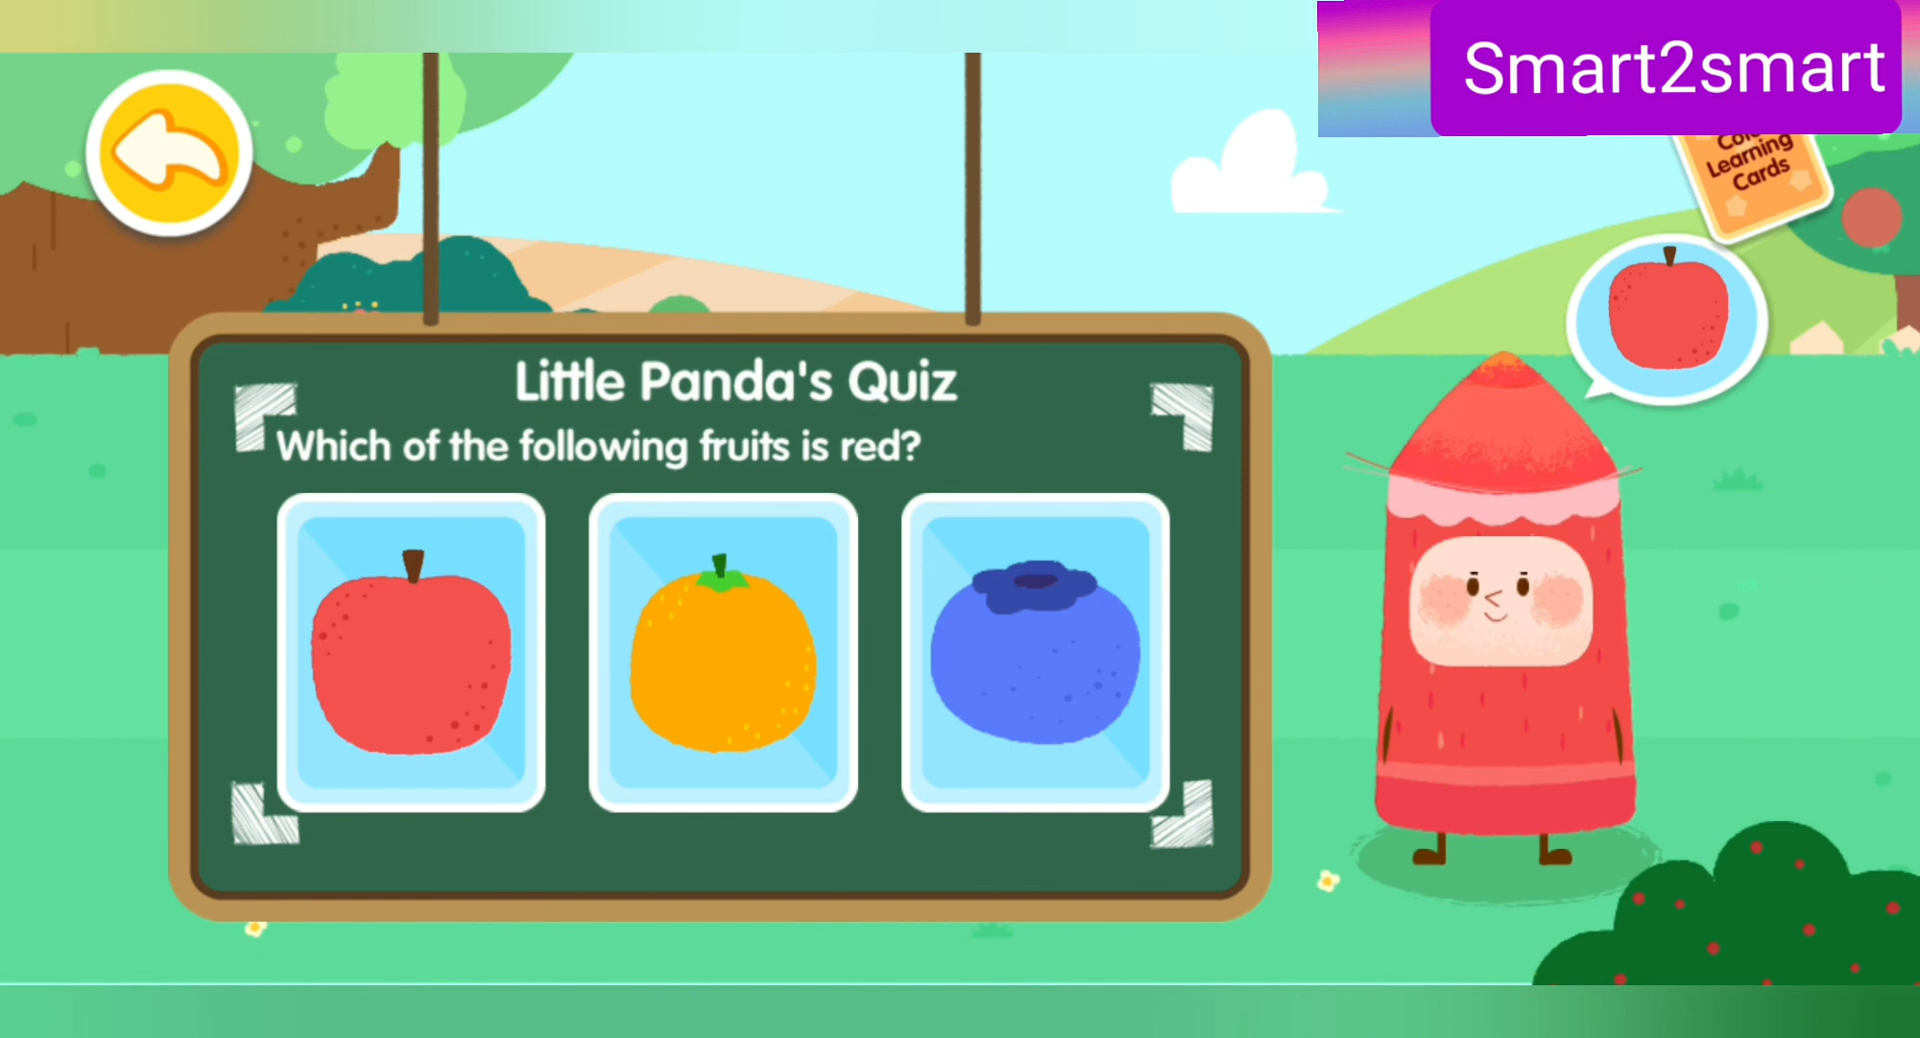 Smart2smart
Learning
Cards
Little Panda's Quiz
Which of the following fruits is red?